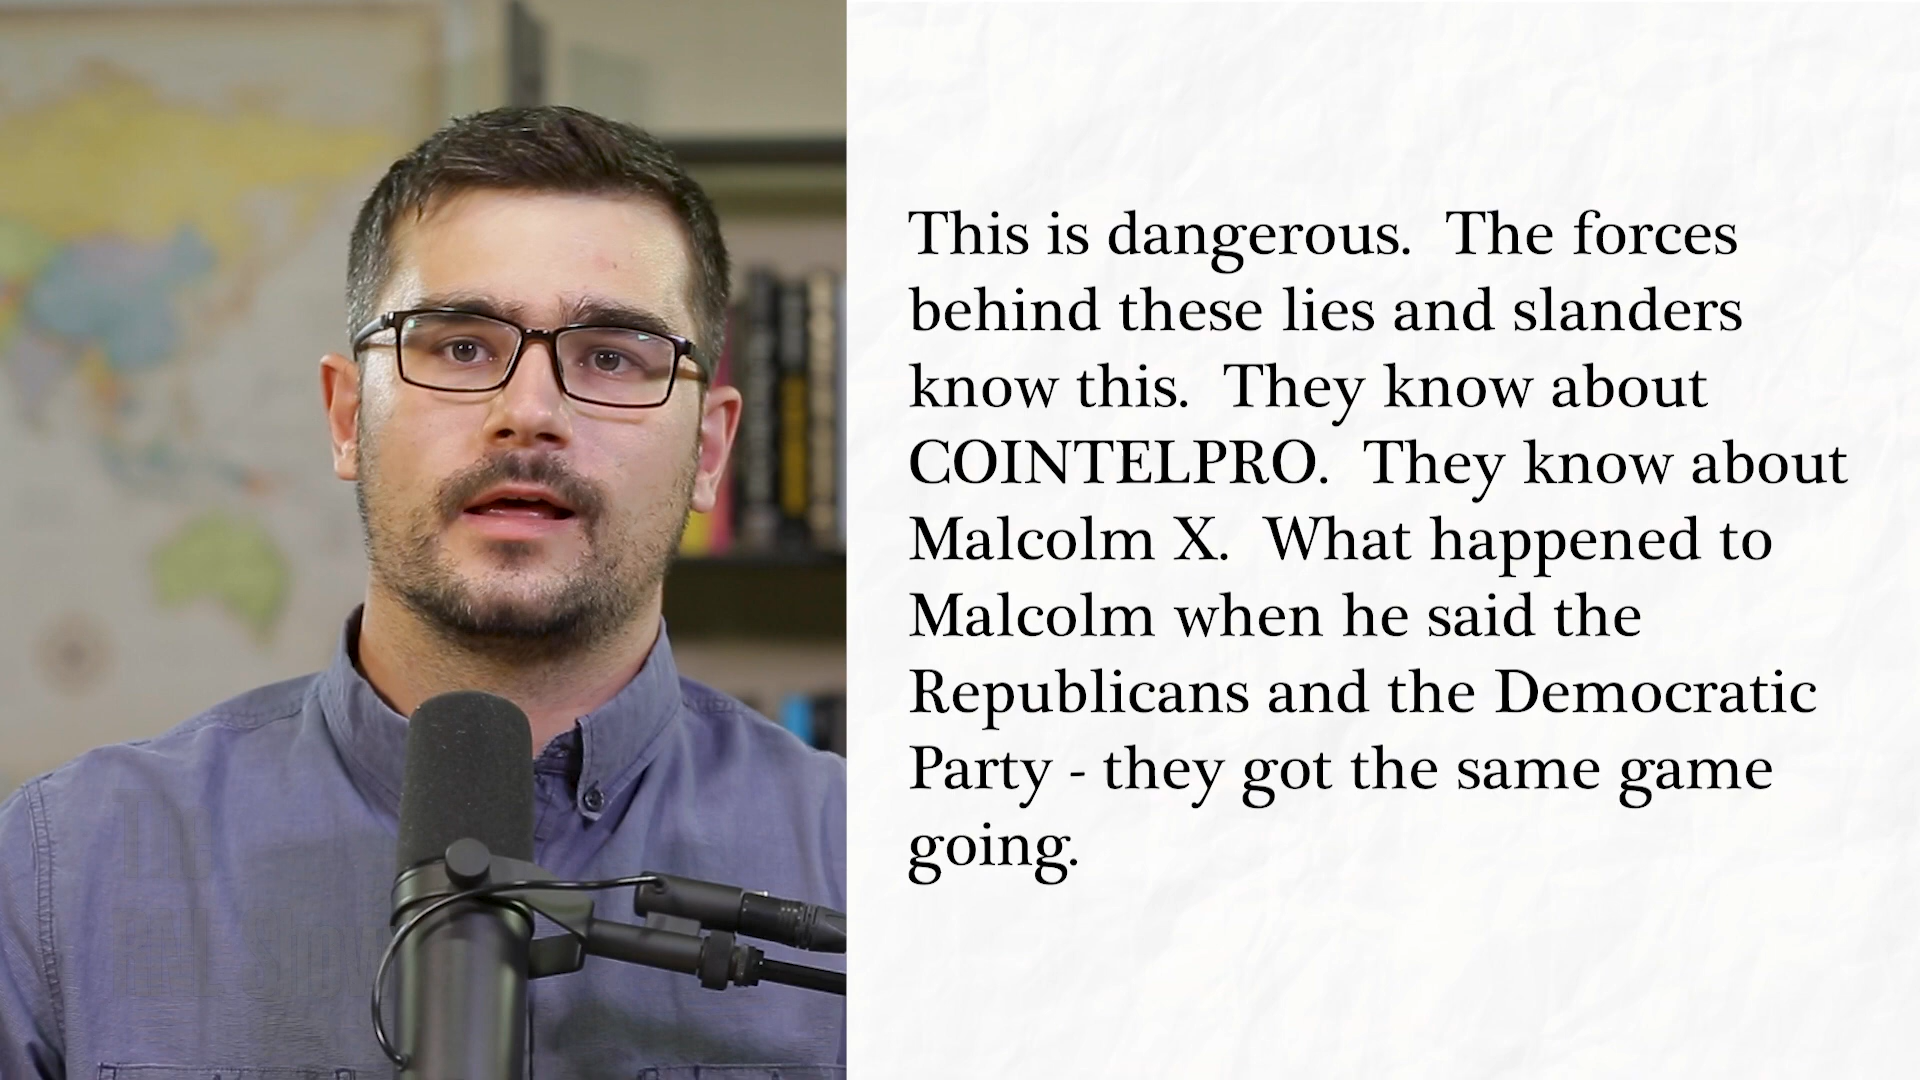 This is dangerous.  The forces
behind these lies and slanders
know this.  They know about
COINTELPRO.  They know about
Malcolm X.  What happened to
Malcolm when he said the
Republicans and the Democratic
Party - they got the same game
going.